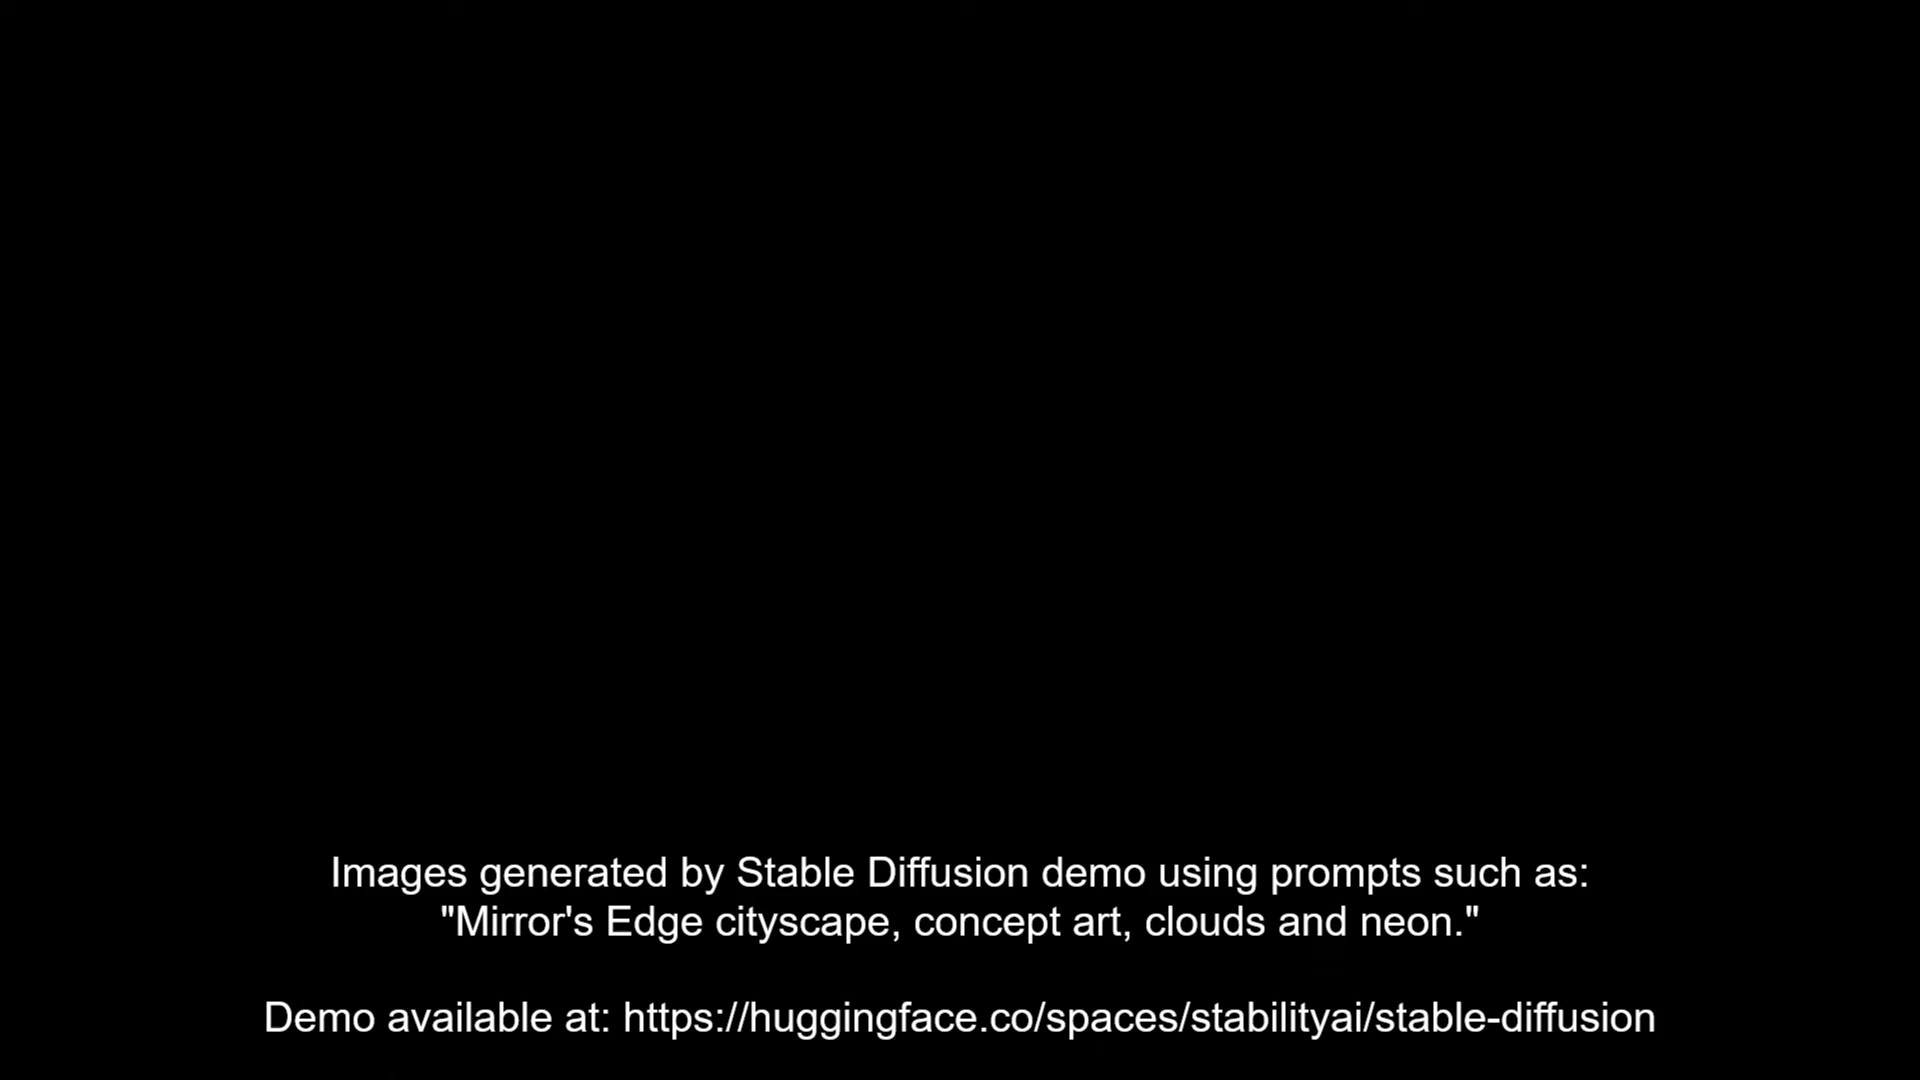 Images generated by Stable Diffusion demo using prompts such as:
"Mirror's Edge cityscape, concept art, clouds and neon."
Demo available at: https://huggingface.co/spaces/stabilityai/stable-diffusion